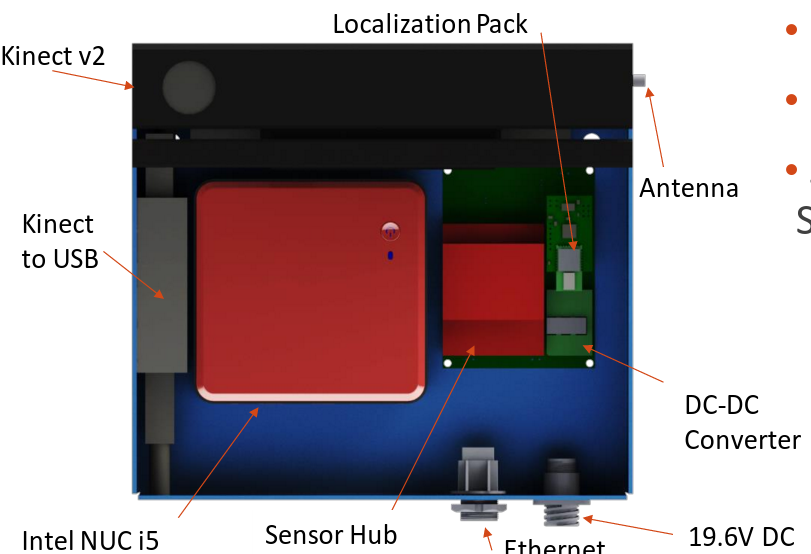 Localization Pack
Kinect v2
Antenna
Kinect
to USB
DC-DC
Converter
Intel NUC i5
Sensor Hub
Ethernet
19.6V DC